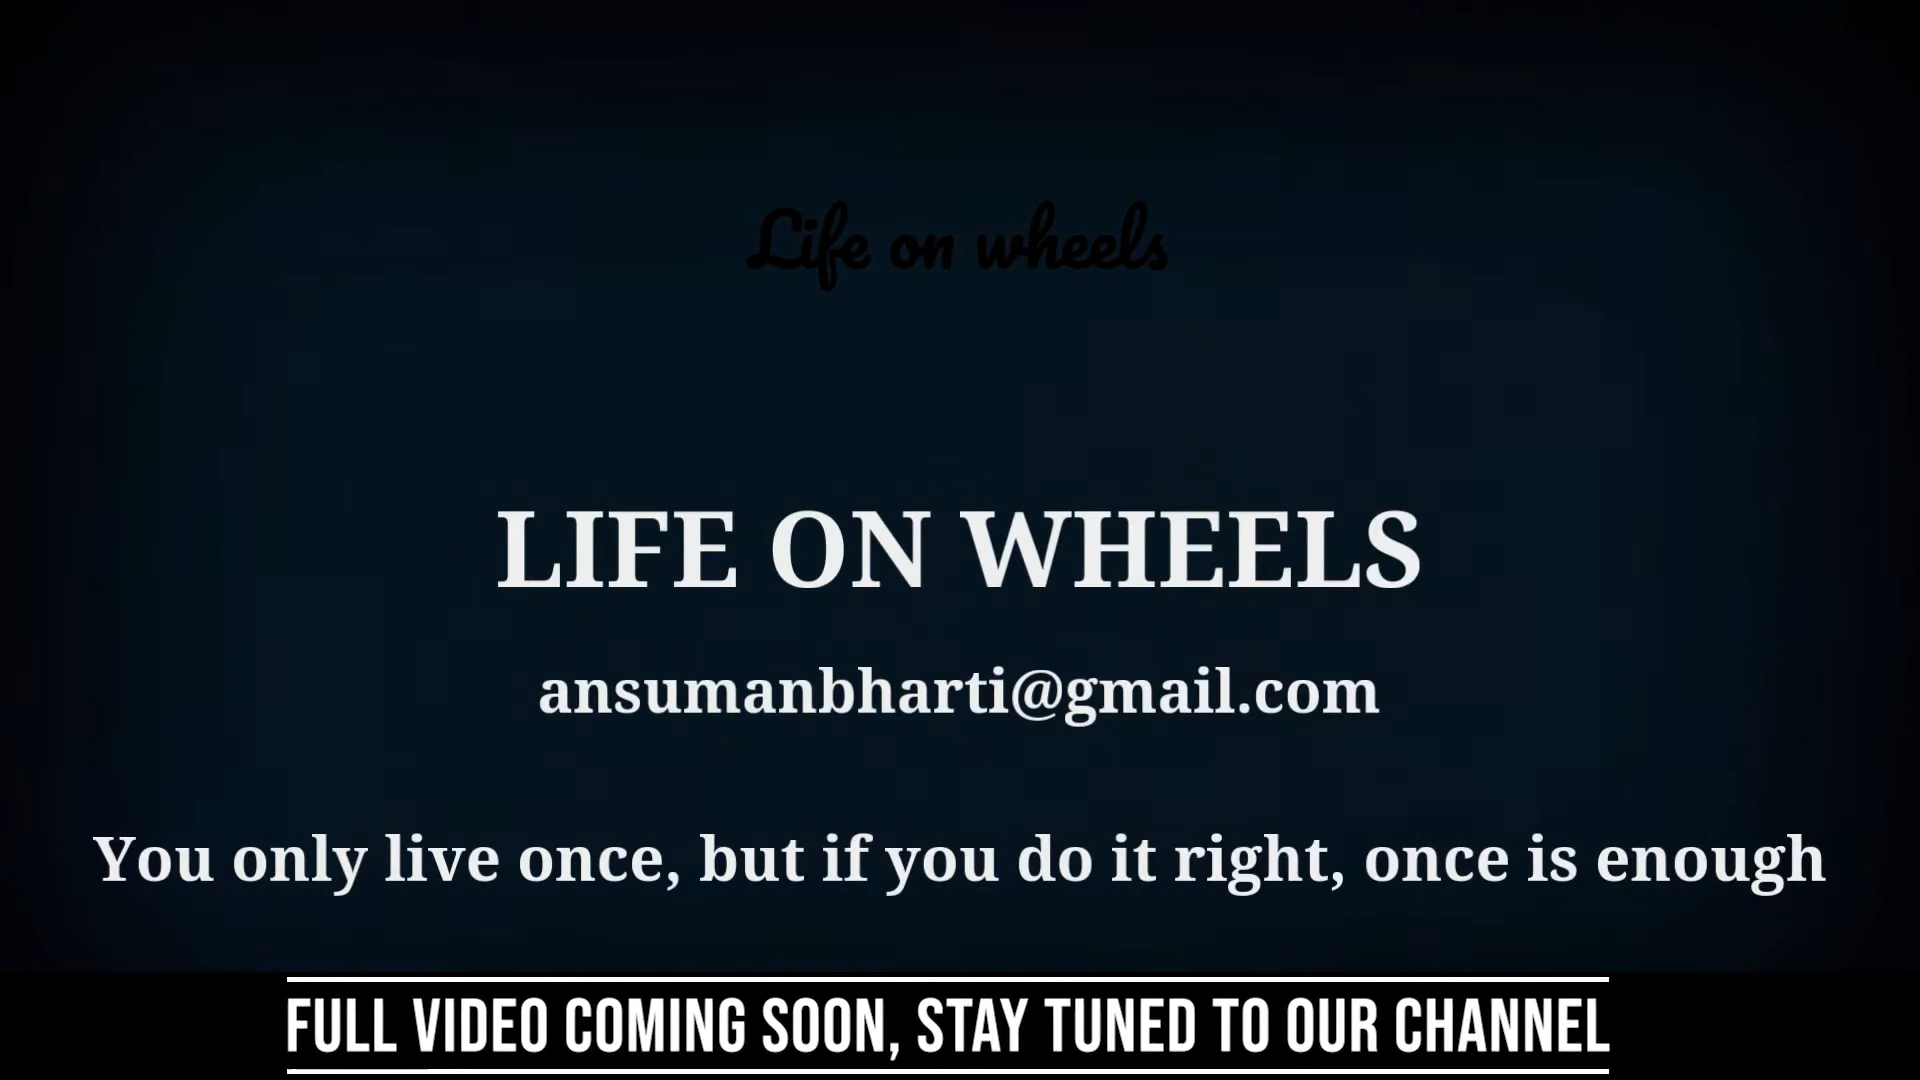 Life on wheels
LIFE ON WHEELS
ansumanbharti@gmail.com
You only live once, but if you do it right, once is enough
FULL VIDEO COMING SOON, STAY TUNED TO OUR CHANNEL